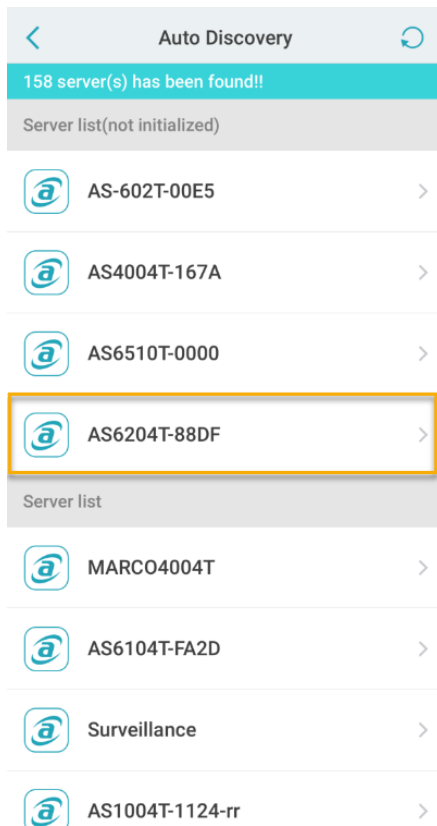 Auto Discovery
158 server(s) has been found!!
Server list(not initialized)
AS-602T-00E5
AS4004T-167A
AS6510T-0000
AS6204T-88DF
Server list
MARCO4004T
AS6104T-FA2D
Surveillance
AS1004T-1124-rr